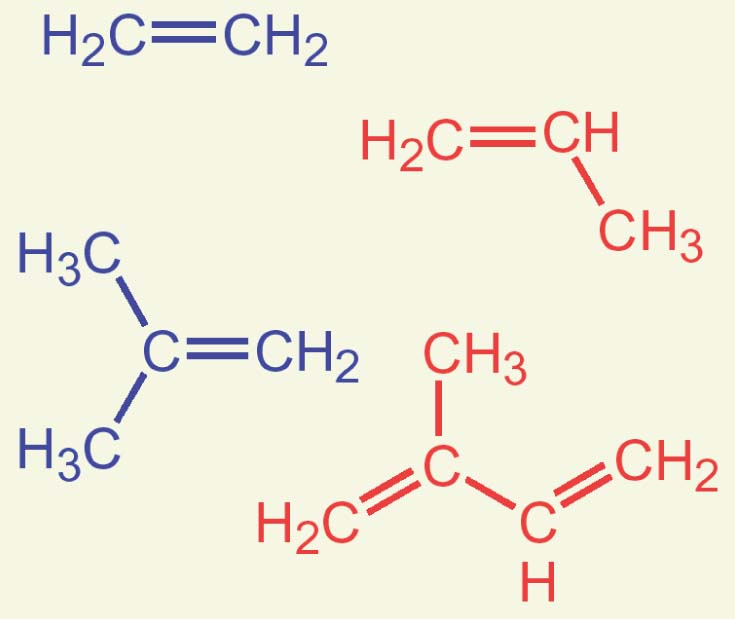 H₂C=CH₂
H₂C=CH
CH₃
H₃C
C=CH₂
H₃C
CH₃
C
CH₂
H₂C
C
H